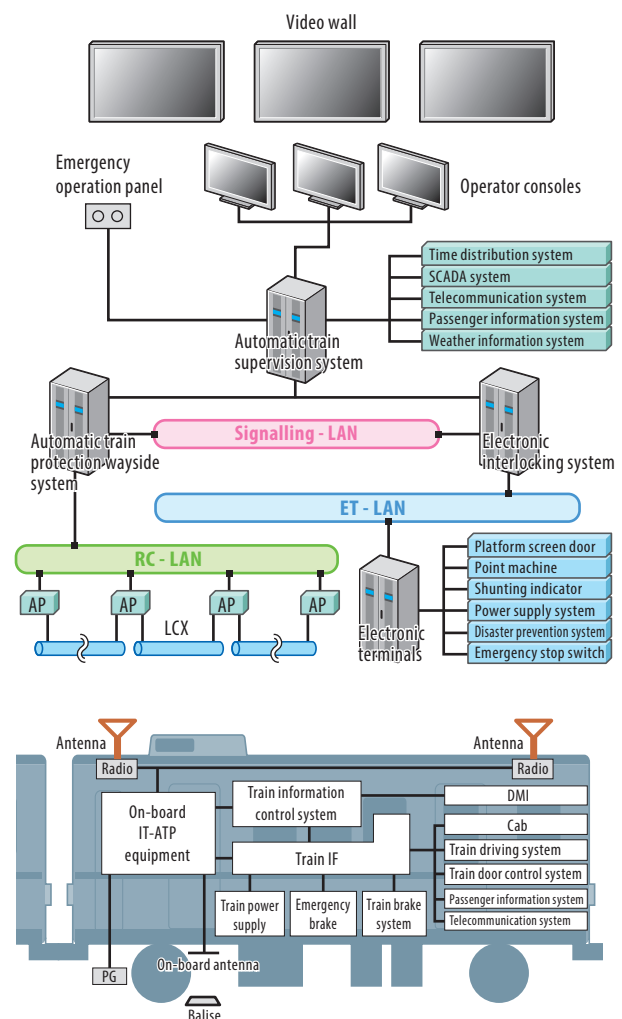 Video wall
Emergency
operation panel
Operator consoles
Time distribution system
SCADA system
Telecommunication system
Passenger information system
Weather information system
Automatic train
supervision system
Automatic train
protection wayside
system
Signalling - LAN
Electronic
interlocking system
ET - LAN
RC - LAN
AP
AP
AP
AP
LCX
Electronic
terminals
Platform screen door
Point machine
Shunting indicator
Power supply system
Disaster prevention system
Emergency stop switch
Antenna
Antenna
Radio
Radio
On-board
IT-ATP
equipment
Train information
control system
Train IF
DMI
Cab
Train driving system
Train door control system
Passenger information system
Telecommunication system
Train power
supply
Emergency
brake
Train brake
system
PG
On-board antenna
Balise